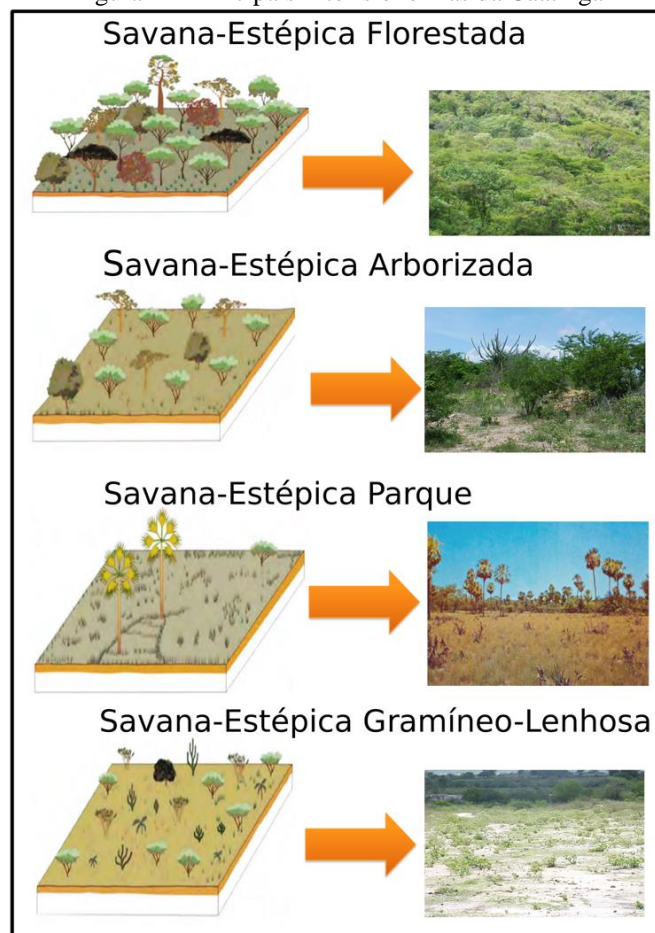 Savana-Estépica Florestada
Savana-Estépica Arborizada
Savana-Estépica Parque
Savana-Estépica Gramíneo-Lenhosa